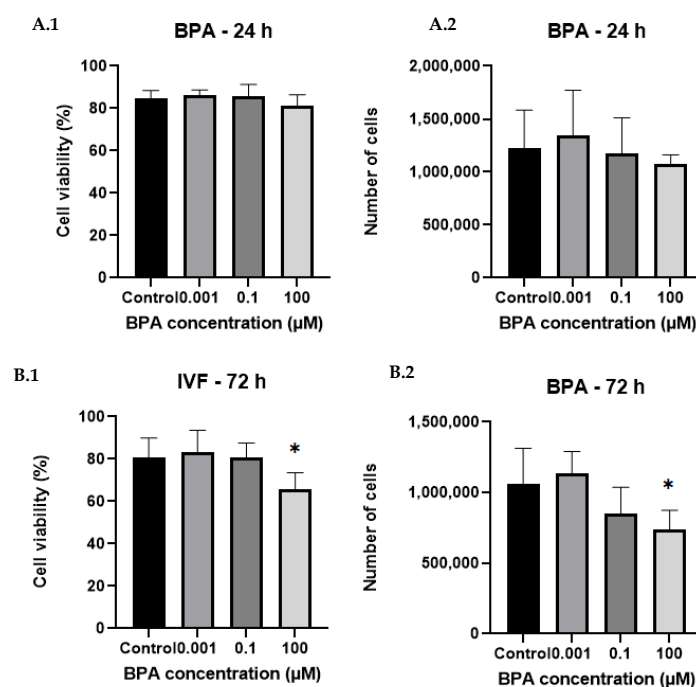 A.1
BPA - 24 h
Cell viability (%)
100
80
60
40
20
0
Control 0.001 0.1 100
BPA concentration (µM)
A.2
BPA - 24 h
Number of cells
2,000,000
1,500,000
1,000,000
500,000
0
Control 0.001 0.1 100
BPA concentration (µM)
B.1
IVF - 72 h
Cell viability (%)
100
80
60
40
20
0
*
Control 0.001 0.1 100
BPA concentration (µM)
B.2
BPA - 72 h
Number of cells
1,500,000
1,000,000
500,000
0
*
Control 0.001 0.1 100
BPA concentration (µM)